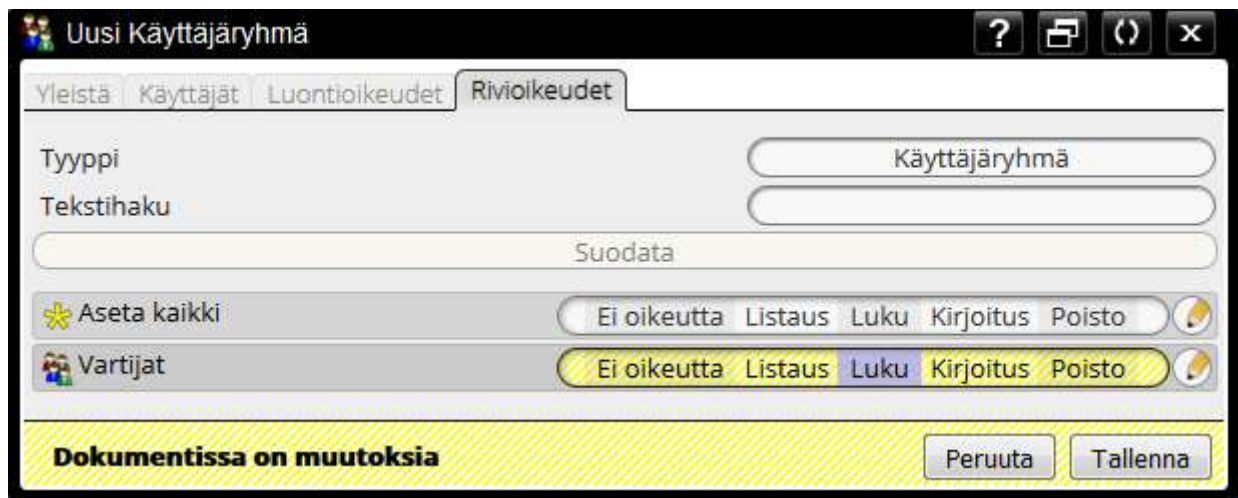 Uusi Käyttäjäryhmä ?
Yleistä Käyttäjät Luontioikeudet Rivioikeudet
Tyyppi Käyttäjäryhmä
Tekstihaku
Suodata
Aseta kaikki Ei oikeutta Listaus Luku Kirjoitus Poisto
Vartijat Ei oikeutta Listaus Luku Kirjoitus Poisto
Dokumentissa on muutoksia Peruuta Tallenna